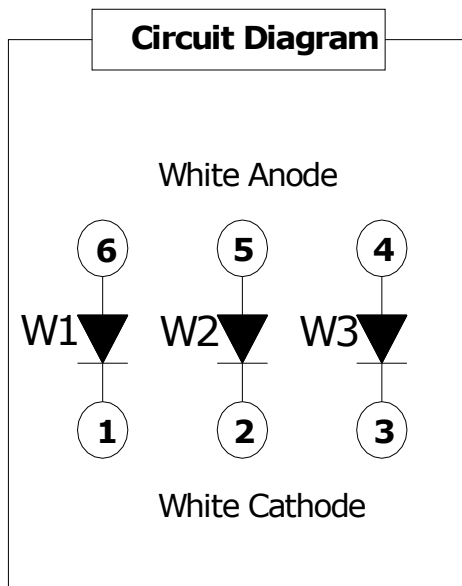 Circuit Diagram
White Anode
6 5 4
W1 W2 W3
1 2 3
White Cathode